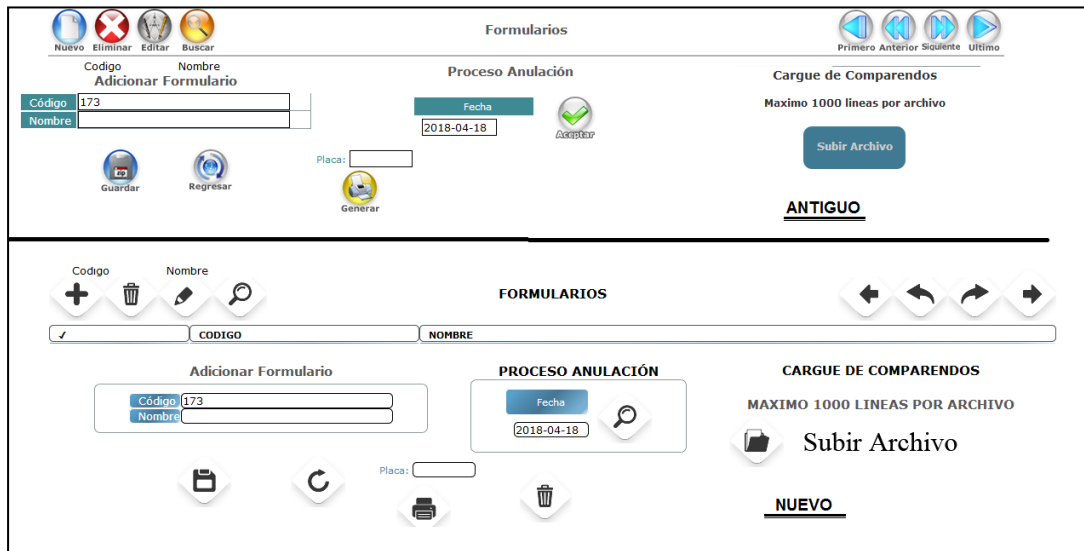 Formularios
Nuevo Eliminar Editar Buscar
Primero Anterior Siguiente Ultimo
Codigo Nombre
Adicionar Formulario
Código 173
Nombre
Guardar Regresar
Proceso Anulación
Fecha
2018-04-18
Aceptar
Placa:
Generar
Cargue de Comparendos
Maximo 1000 lineas por archivo
Subir Archivo
ANTIGUO
Codigo Nombre
FORMULARIOS
✓ CODIGO NOMBRE
Adicionar Formulario
Código 173
Nombre
PROCESO ANULACIÓN
Fecha
2018-04-18
Placa:
CARGUE DE COMPARENDOS
MAXIMO 1000 LINEAS POR ARCHIVO
Subir Archivo
NUEVO